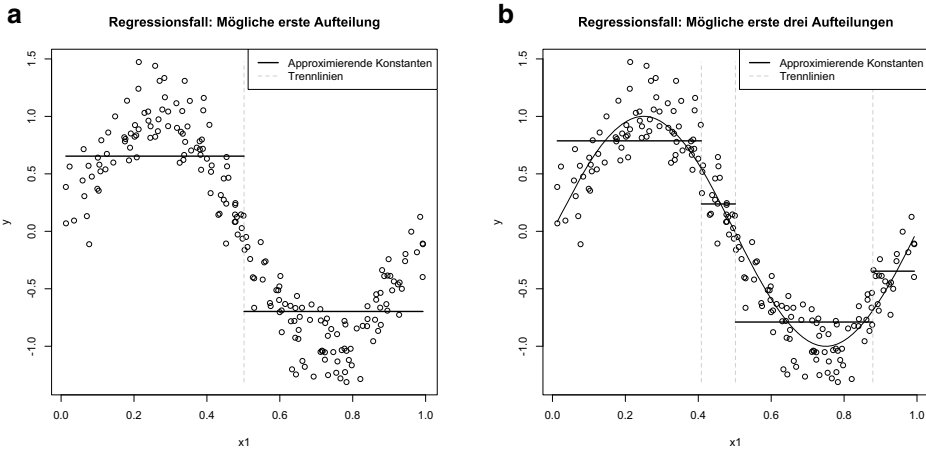 a
Regressionsfall: Mögliche erste Aufteilung
Approximierende Konstanten
Trennlinien
y
1.5
1.0
0.5
0.0
-0.5
-1.0
0.0 0.2 0.4 0.6 0.8 1.0
x1
b
Regressionsfall: Mögliche erste drei Aufteilungen
Approximierende Konstanten
Trennlinien
y
1.5
1.0
0.5
0.0
-0.5
-1.0
0.0 0.2 0.4 0.6 0.8 1.0
x1